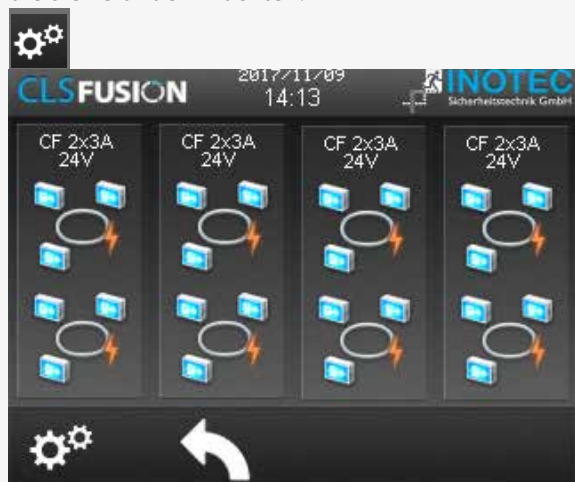 CLSFUSION
2017/11/09
14:13
INOTEC
Sicherheitstechnik GmbH
CF 2x3A
24V
CF 2x3A
24V
CF 2x3A
24V
CF 2x3A
24V